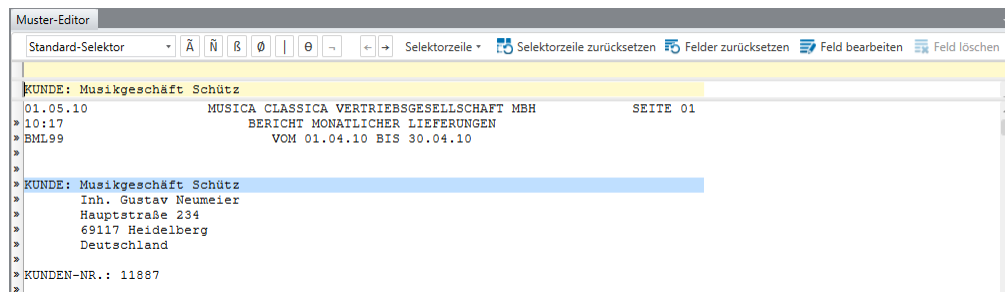 Muster-Editor
Standard-Selektor Ã Ñ ß Ø | Θ ¬ ← → Selektorzeile Selektorzeile zurücksetzen Felder zurücksetzen Feld bearbeiten Feld löschen
KUNDE: Musikgeschäft Schütz
01.05.10 MUSICA CLASSICA VERTRIEBSGESELLSCHAFT MBH SEITE 01
» 10:17 BERICHT MONATLICHER LIEFERUNGEN
» BML99 VOM 01.04.10 BIS 30.04.10
»
»
» KUNDE: Musikgeschäft Schütz
» Inh. Gustav Neumeier
» Hauptstraße 234
» 69117 Heidelberg
» Deutschland
»
» KUNDEN-NR.: 11887
»